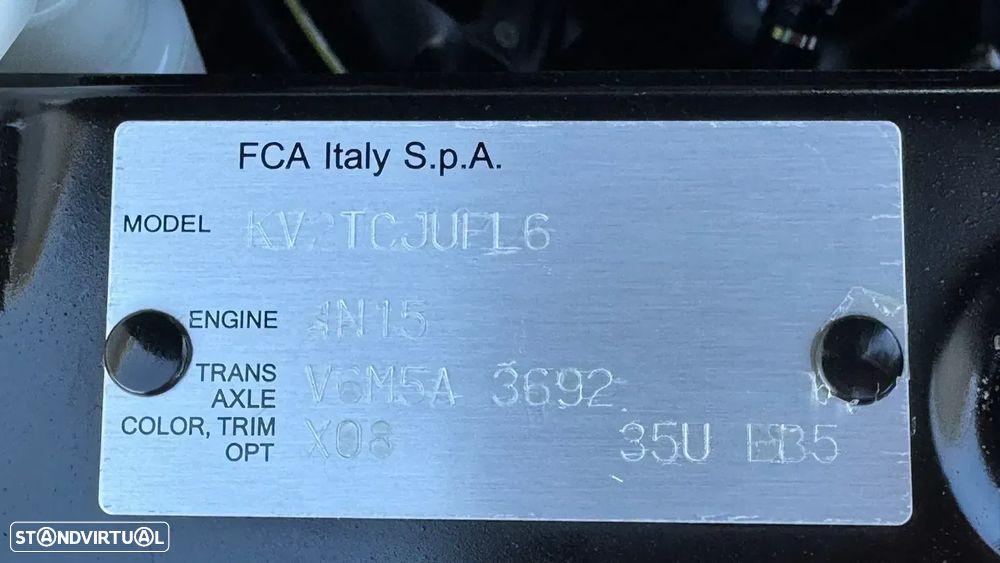 FCA Italy S.p.A.
MODEL KV2TCJUFL6
ENGINE 4N15
TRANS AXLE V6M5A 3692
COLOR, TRIM OPT X08 35U EB5
STANDVIRTUAL